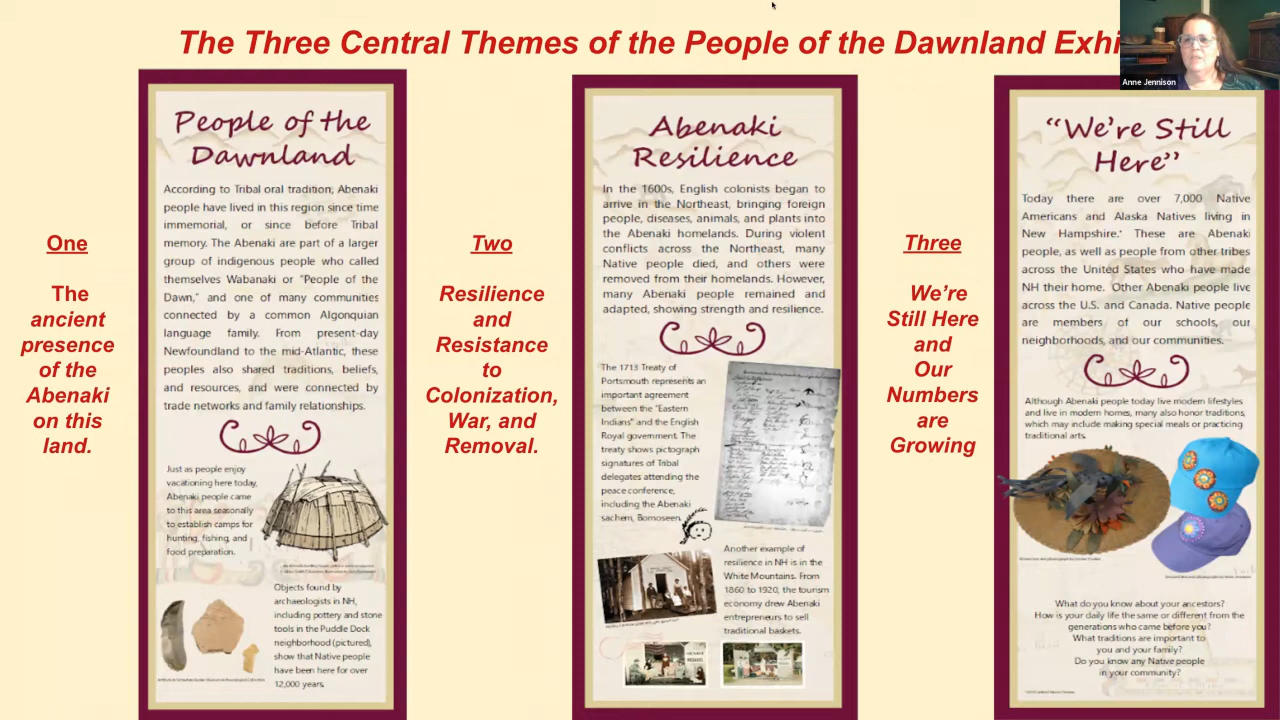 The Three Central Themes of the People of the Dawnland Exhi
Anne Jennison
One
The
ancient
presence
of the
Abenaki
on this
land.
People of the
Dawnland
According to Tribal oral tradition, Abenaki
people have lived in this region since time
immemorial, or since before Tribal
memory. The Abenaki are part of a larger
group of indigenous people who called
themselves Wabanaki or "People of the
Dawn," and one of many communities
connected by a common Algonquian
language family. From present-day
Newfoundland to the mid-Atlantic, these
peoples also shared traditions, beliefs,
and resources, and were connected by
trade networks and family relationships.
Just as people enjoy
vacationing here today,
Abenaki people came
to this area seasonally
to establish camps for
hunting, fishing, and
food preparation.
Objects found by
archaeologists in NH,
including pottery and stone
tools in the Puddle Dock
neighborhood (pictured),
show that Native people
have been here for over
12,000 years.
Two
Resilience
and
Resistance
to
Colonization,
War, and
Removal.
Abenaki
Resilience
In the 1600s, English colonists began to
arrive in the Northeast, bringing foreign
people, diseases, animals, and plants into
the Abenaki homelands. During violent
conflicts across the Northeast, many
Native people died, and others were
removed from their homelands. However,
many Abenaki people remained and
adapted, showing strength and resilience.
The 1713 Treaty of
Portsmouth represents an
important agreement
between the "Eastern
Indians" and the English
Royal government. The
treaty shows pictograph
signatures of Tribal
delegates attending the
peace conference,
including the Abenaki
sachem, Bomoseen.
Another example of
resilience in NH is in the
White Mountains. From
1860 to 1920, the tourism
economy drew Abenaki
entrepreneurs to sell
traditional baskets.
Three
We're
Still Here
and
Our
Numbers
are
Growing
"We're Still
Here"
Today there are over 7,000 Native
Americans and Alaska Natives living in
New Hampshire.* These are Abenaki
people, as well as people from other tribes
across the United States who have made
NH their home. Other Abenaki people live
across the U.S. and Canada. Native people
are members of our schools, our
neighborhoods, and our communities.
Although Abenaki people today live modern lifestyles
and live in modern homes, many also honor traditions,
which may include making special meals or practicing
traditional arts.
What do you know about your ancestors?
How is your daily life the same or different from the
generations who came before you?
What traditions are important to
you and your family?
Do you know any Native people
in your community?